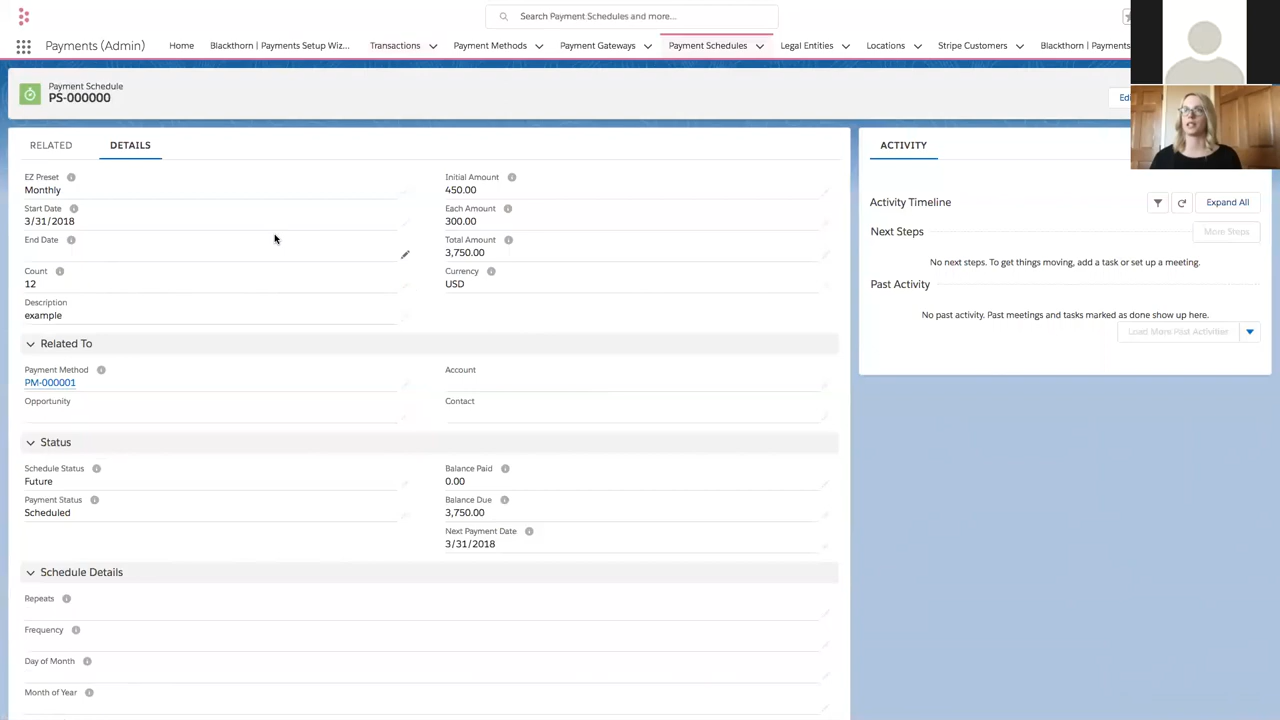 Search Payment Schedules and more...
Payments (Admin)
Home
Blackthorn | Payments Setup Wiz...
Transactions
Payment Methods
Payment Gateways
Payment Schedules
Legal Entities
Locations
Stripe Customers
Blackthorn | Payments
Payment Schedule
PS-000000
Edi
RELATED
DETAILS
EZ Preset
Monthly
Initial Amount
450.00
Start Date
3/31/2018
Each Amount
300.00
End Date
Total Amount
3,750.00
Count
12
Currency
USD
Description
example
Related To
Payment Method
PM-000001
Account
Opportunity
Contact
Status
Schedule Status
Future
Balance Paid
0.00
Payment Status
Scheduled
Balance Due
3,750.00
Next Payment Date
3/31/2018
Schedule Details
Repeats
Frequency
Day of Month
Month of Year
ACTIVITY
Activity Timeline
Expand All
Next Steps
More Steps
No next steps. To get things moving, add a task or set up a meeting.
Past Activity
No past activity. Past meetings and tasks marked as done show up here.
Load More Past Activities